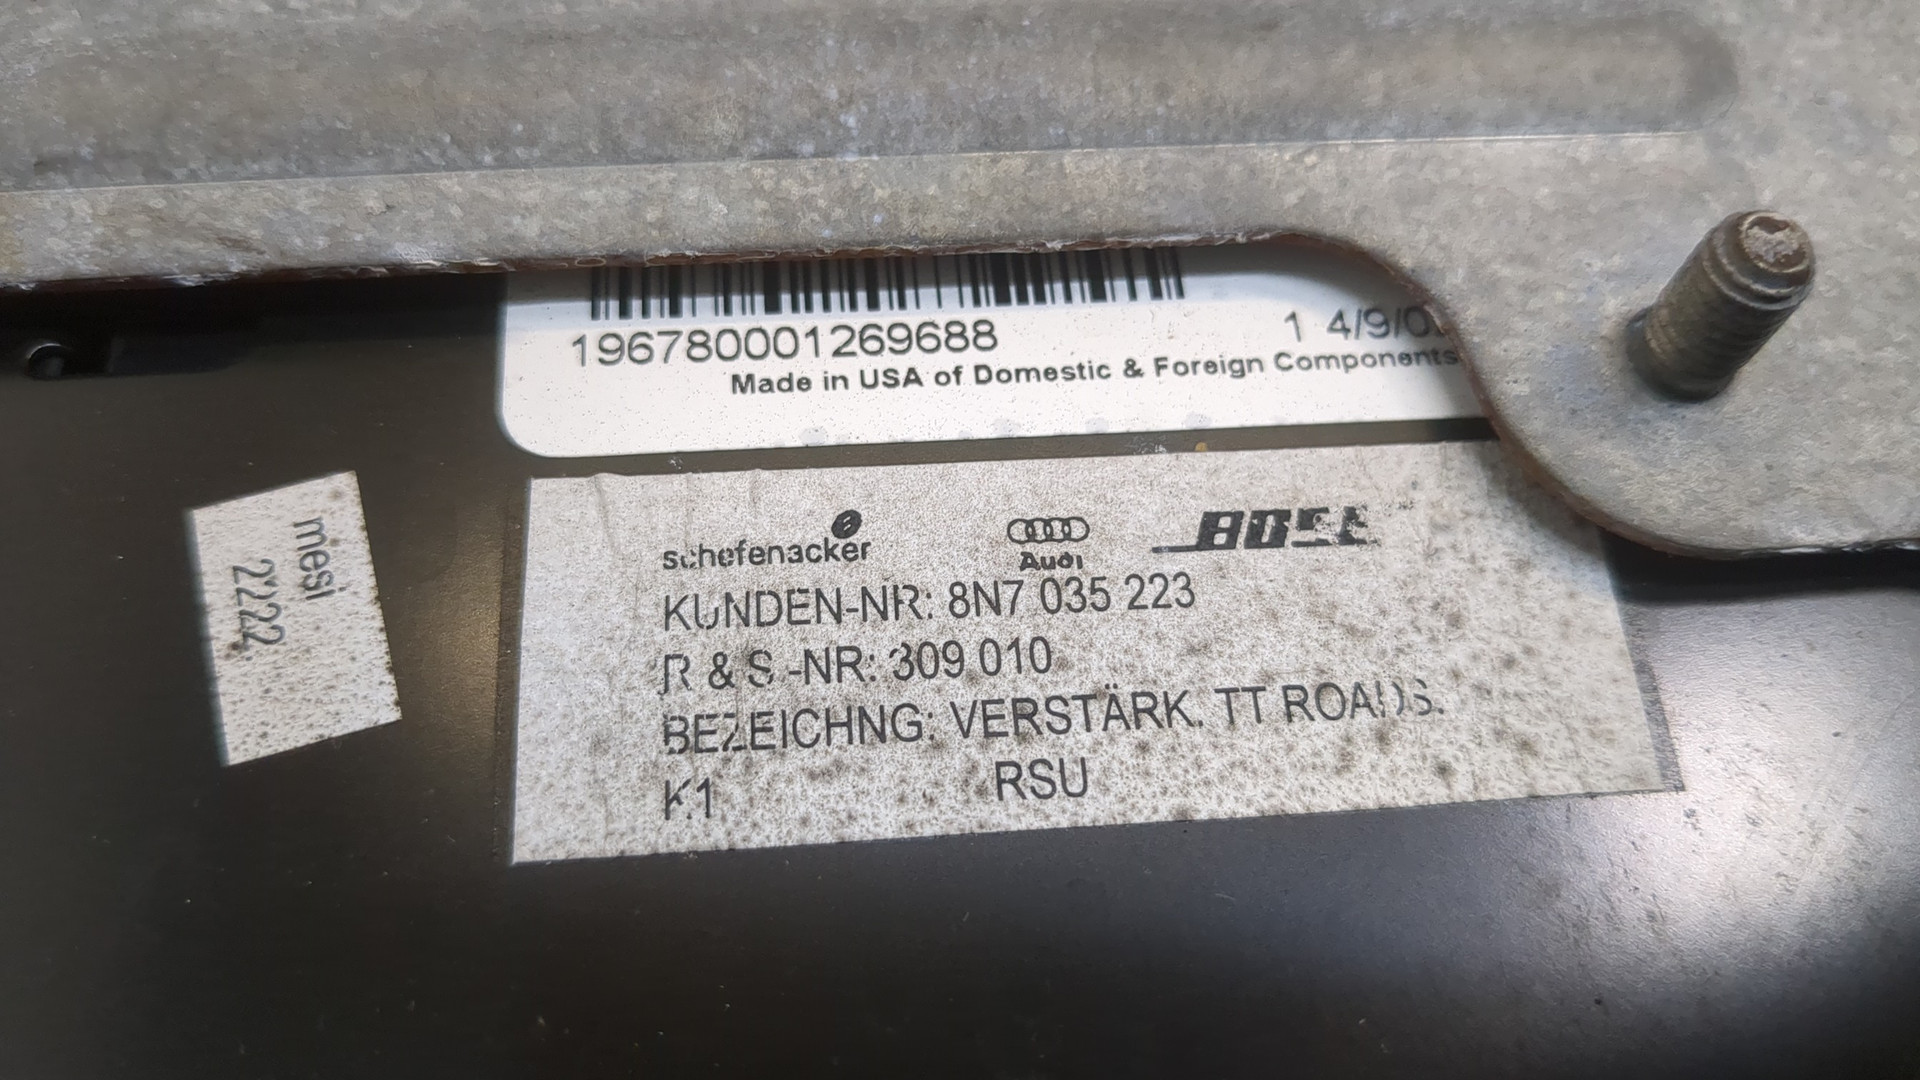 196780001269688
1 4/9/0
Made in USA of Domestic & Foreign Components
mesi
2222
schefenacker
Audi
BOSE
KUNDEN-NR: 8N7 035 223
R & S -NR: 309 010
BEZEICHNG: VERSTÄRK. TT ROADS.
K1 RSU